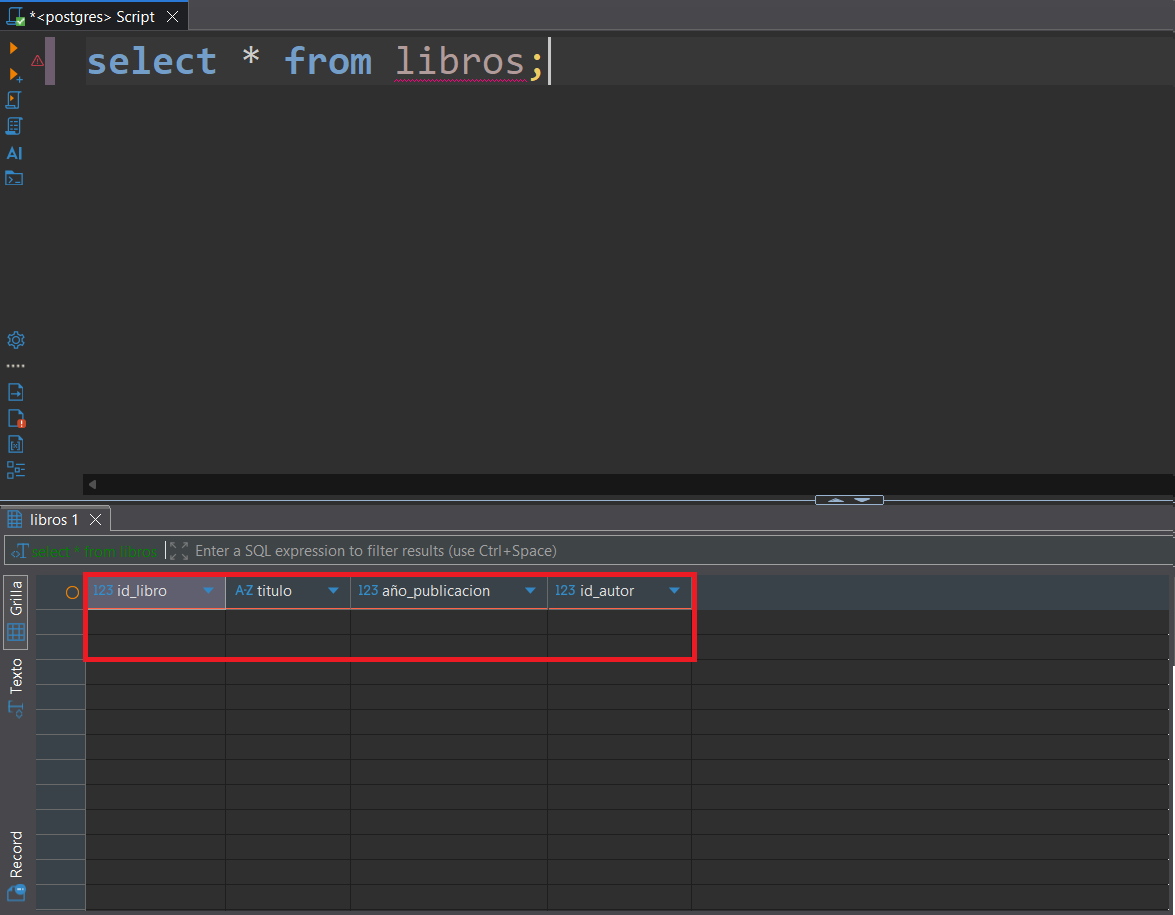 *<postgres> Script
select * from libros;
AI
libros 1
select * from libros
Enter a SQL expression to filter results (use Ctrl+Space)
Grilla
123 id_libro
A-Z titulo
123 año_publicacion
123 id_autor
Texto
Record